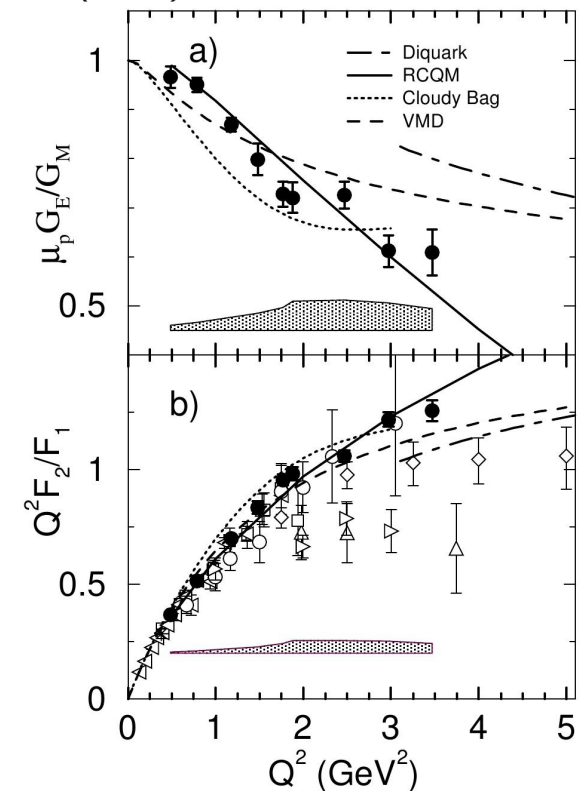 a)
Diquark
RCQM
Cloudy Bag
VMD
1
0.5
μpGE/GM
b)
1
0.5
0
Q²F₂/F₁
0 1 2 3 4 5
Q² (GeV²)